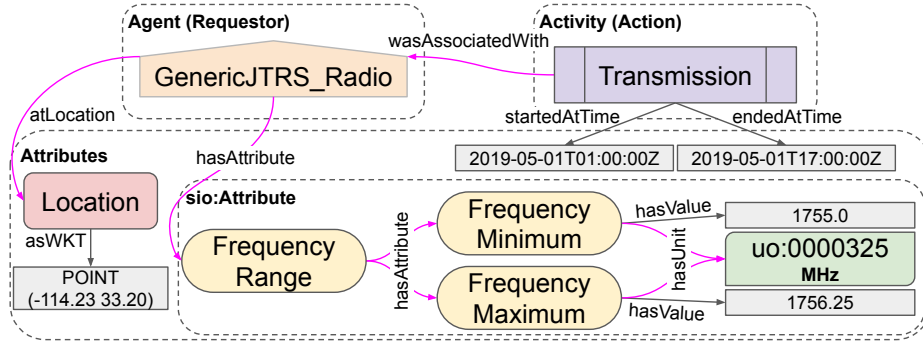 Agent (Requestor)
Activity (Action)
wasAssociatedWith
GenericJTRS_Radio
Transmission
atLocation
startedAtTime
endedAtTime
Attributes
hasAttribute
2019-05-01T01:00:00Z
2019-05-01T17:00:00Z
Location
sio:Attribute
asWKT
POINT
(-114.23 33.20)
Frequency
Range
hasAttribute
Frequency
Minimum
Frequency
Maximum
hasValue
hasUnit
hasValue
1755.0
uo:0000325
MHz
1756.25